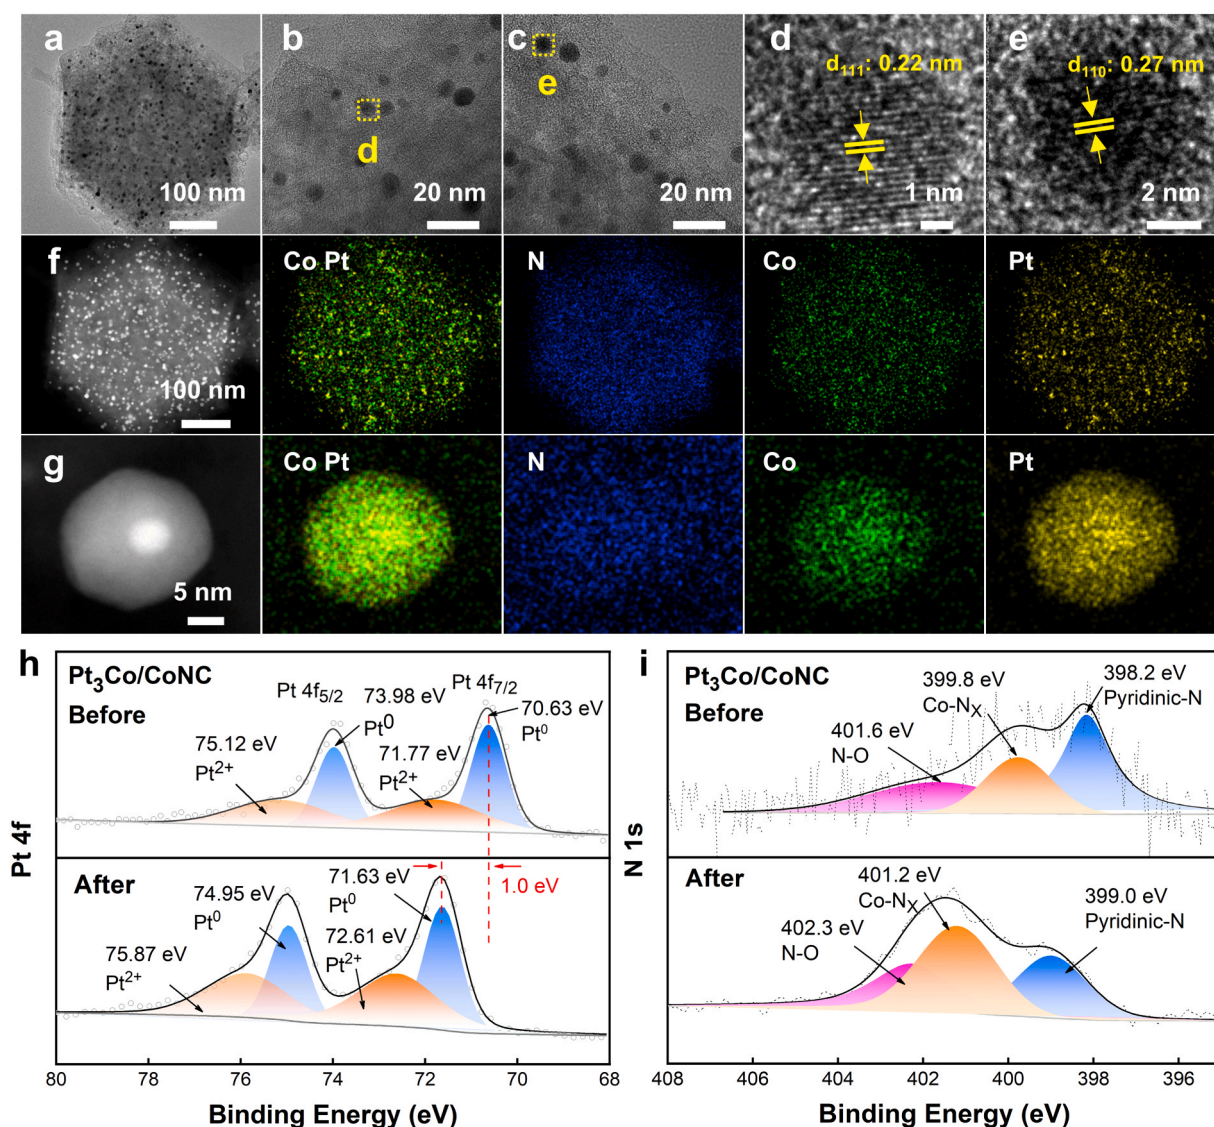 a
b
c
d
e
d
e
d₁₁₁: 0.22 nm
d₁₁₀: 0.27 nm
100 nm
20 nm
20 nm
1 nm
2 nm
f
Co Pt
N
Co
Pt
100 nm
g
Co Pt
N
Co
Pt
5 nm
h
Pt₃Co/CoNC
Before
Pt 4f₅/₂
73.98 eV
Pt⁰
Pt 4f₇/₂
70.63 eV
Pt⁰
75.12 eV
Pt²⁺
71.77 eV
Pt²⁺
After
74.95 eV
Pt⁰
71.63 eV
Pt⁰
1.0 eV
75.87 eV
Pt²⁺
72.61 eV
Pt²⁺
Pt 4f
80
78
76
74
72
70
68
Binding Energy (eV)
i
Pt₃Co/CoNC
Before
399.8 eV
Co-Nₓ
398.2 eV
Pyridinic-N
401.6 eV
N-O
After
401.2 eV
Co-Nₓ
399.0 eV
Pyridinic-N
402.3 eV
N-O
N 1s
408
406
404
402
400
398
396
Binding Energy (eV)